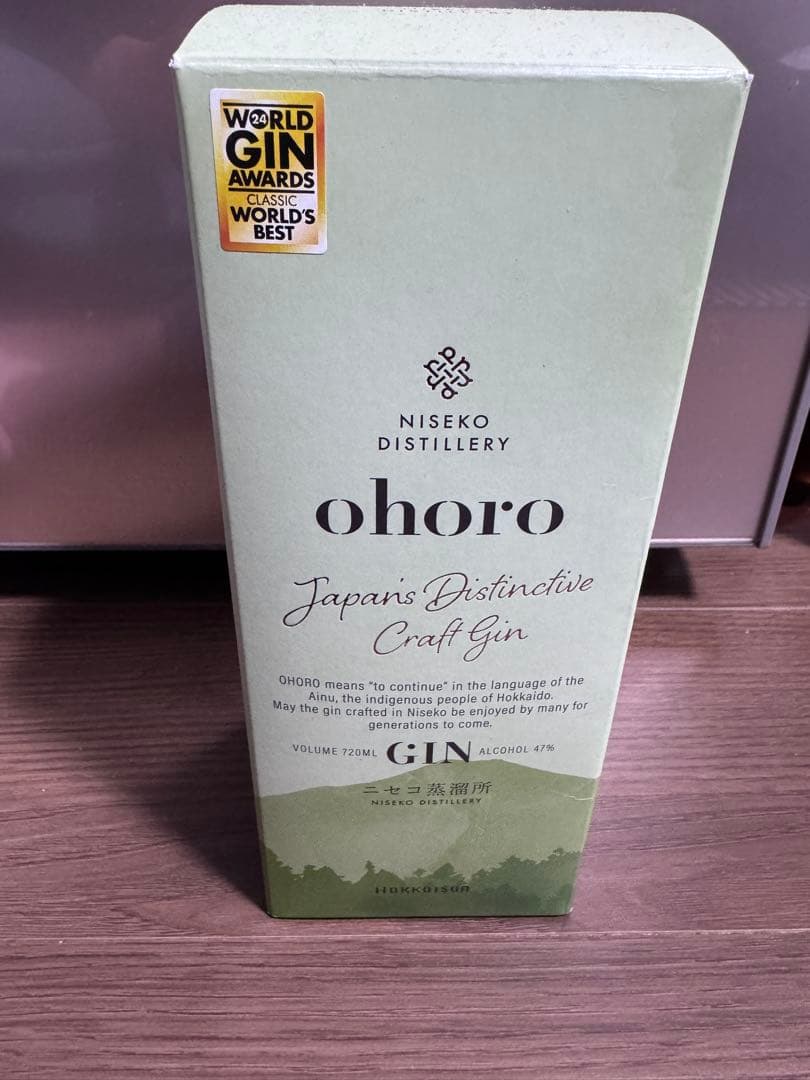 W24RLD
GIN
AWARDS
CLASSIC
WORLD'S
BEST
NISEKO
DISTILLERY
ohoro
Japan's Distinctive
Craft Gin
OHORO means "to continue" in the language of the
Ainu, the indigenous people of Hokkaido.
May the gin crafted in Niseko be enjoyed by many for
generations to come.
VOLUME 720ML GIN ALCOHOL 47%
ニセコ蒸溜所
NISEKO DISTILLERY
HOKKAISAN